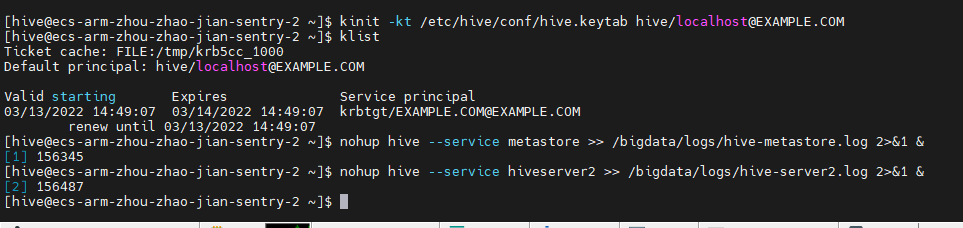 [hive@ecs-arm-zhou-zhao-jian-sentry-2 ~]$ kinit -kt /etc/hive/conf/hive.keytab hive/localhost@EXAMPLE.COM
[hive@ecs-arm-zhou-zhao-jian-sentry-2 ~]$ klist
Ticket cache: FILE:/tmp/krb5cc_1000
Default principal: hive/localhost@EXAMPLE.COM
Valid starting       Expires              Service principal
03/13/2022 14:49:07  03/14/2022 14:49:07  krbtgt/EXAMPLE.COM@EXAMPLE.COM
        renew until 03/13/2022 14:49:07
[hive@ecs-arm-zhou-zhao-jian-sentry-2 ~]$ nohup hive --service metastore >> /bigdata/logs/hive-metastore.log 2>&1 &
[1] 156345
[hive@ecs-arm-zhou-zhao-jian-sentry-2 ~]$ nohup hive --service hiveserver2 >> /bigdata/logs/hive-server2.log 2>&1 &
[2] 156487
[hive@ecs-arm-zhou-zhao-jian-sentry-2 ~]$